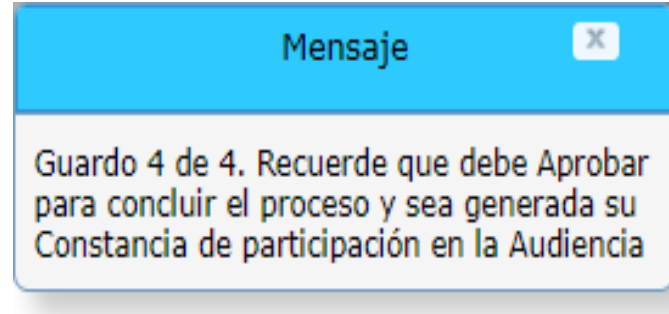 Mensaje
x
Guardo 4 de 4. Recuerde que debe Aprobar
para concluir el proceso y sea generada su
Constancia de participación en la Audiencia